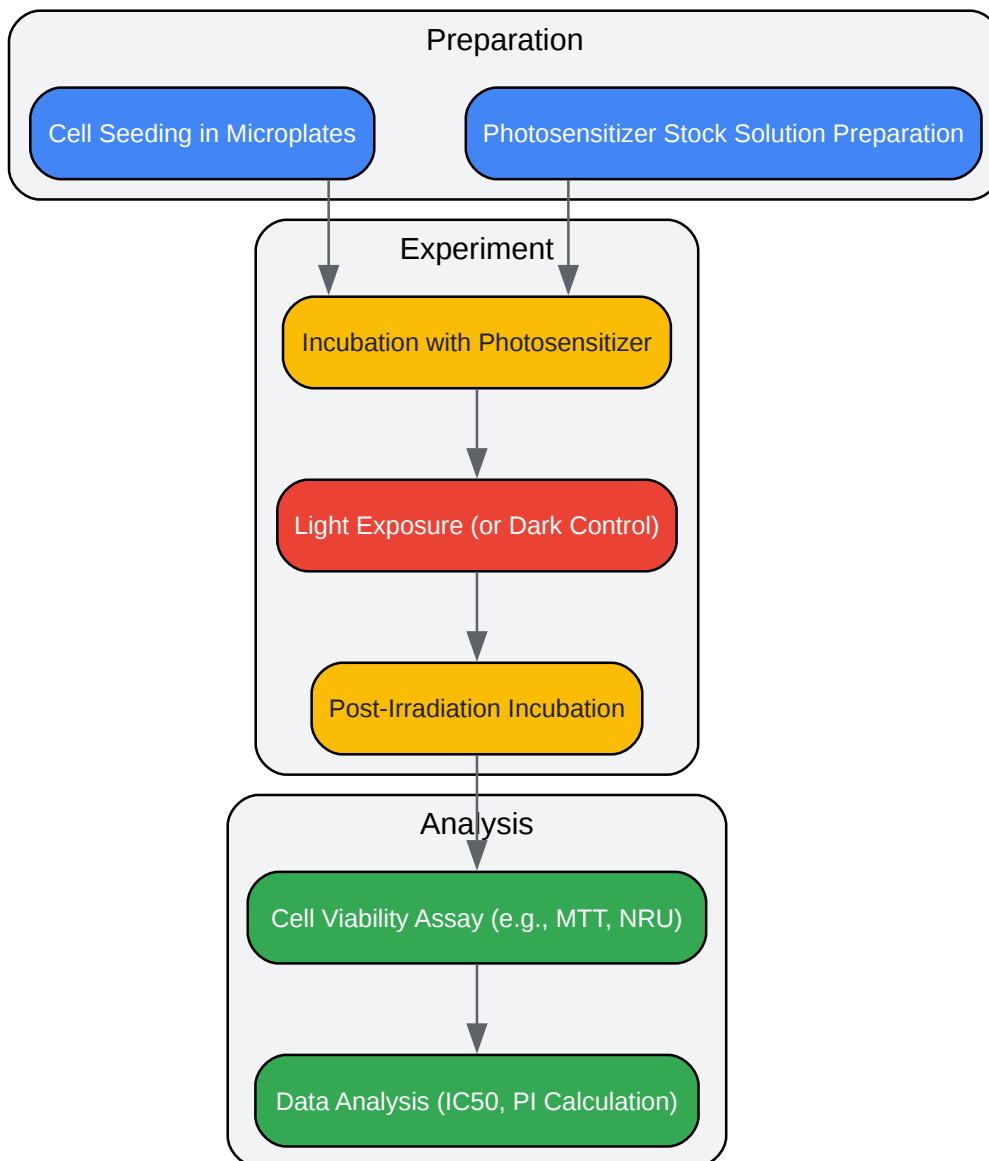 Preparation
Cell Seeding in Microplates
Photosensitizer Stock Solution Preparation
Experiment
Incubation with Photosensitizer
Light Exposure (or Dark Control)
Post-Irradiation Incubation
Analysis
Cell Viability Assay (e.g., MTT, NRU)
Data Analysis (IC50, PI Calculation)